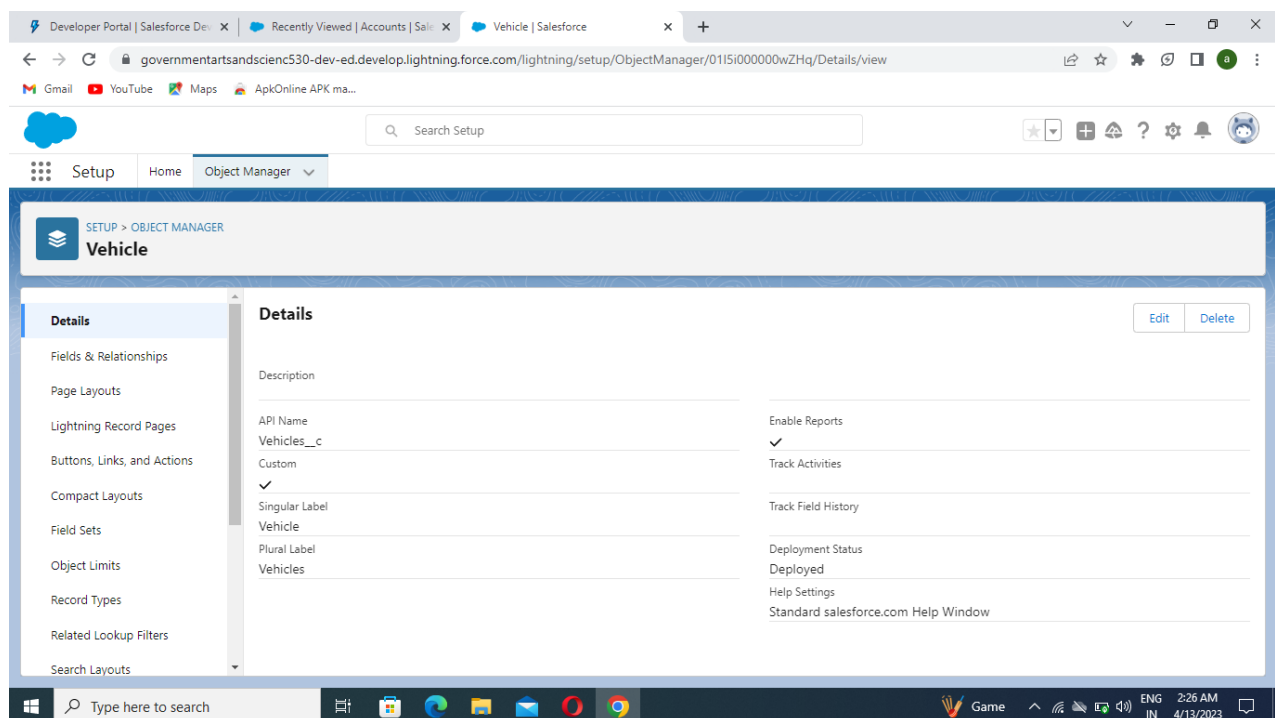 Developer Portal | Salesforce Dev
Recently Viewed | Accounts | Sale
Vehicle | Salesforce
governmentartsandscienc530-dev-ed.develop.lightning.force.com/lightning/setup/ObjectManager/01I5i000000wZHq/Details/view
a
Gmail YouTube Maps ApkOnline APK ma...
Search Setup
Setup Home Object Manager
SETUP > OBJECT MANAGER
Vehicle
Details
Fields & Relationships
Page Layouts
Lightning Record Pages
Buttons, Links, and Actions
Compact Layouts
Field Sets
Object Limits
Record Types
Related Lookup Filters
Search Layouts
Details
Edit Delete
Description
API Name
Vehicles__c
Custom
Singular Label
Vehicle
Plural Label
Vehicles
Enable Reports
Track Activities
Track Field History
Deployment Status
Deployed
Help Settings
Standard salesforce.com Help Window
Type here to search
Game
ENG
IN
2:26 AM
4/13/2023